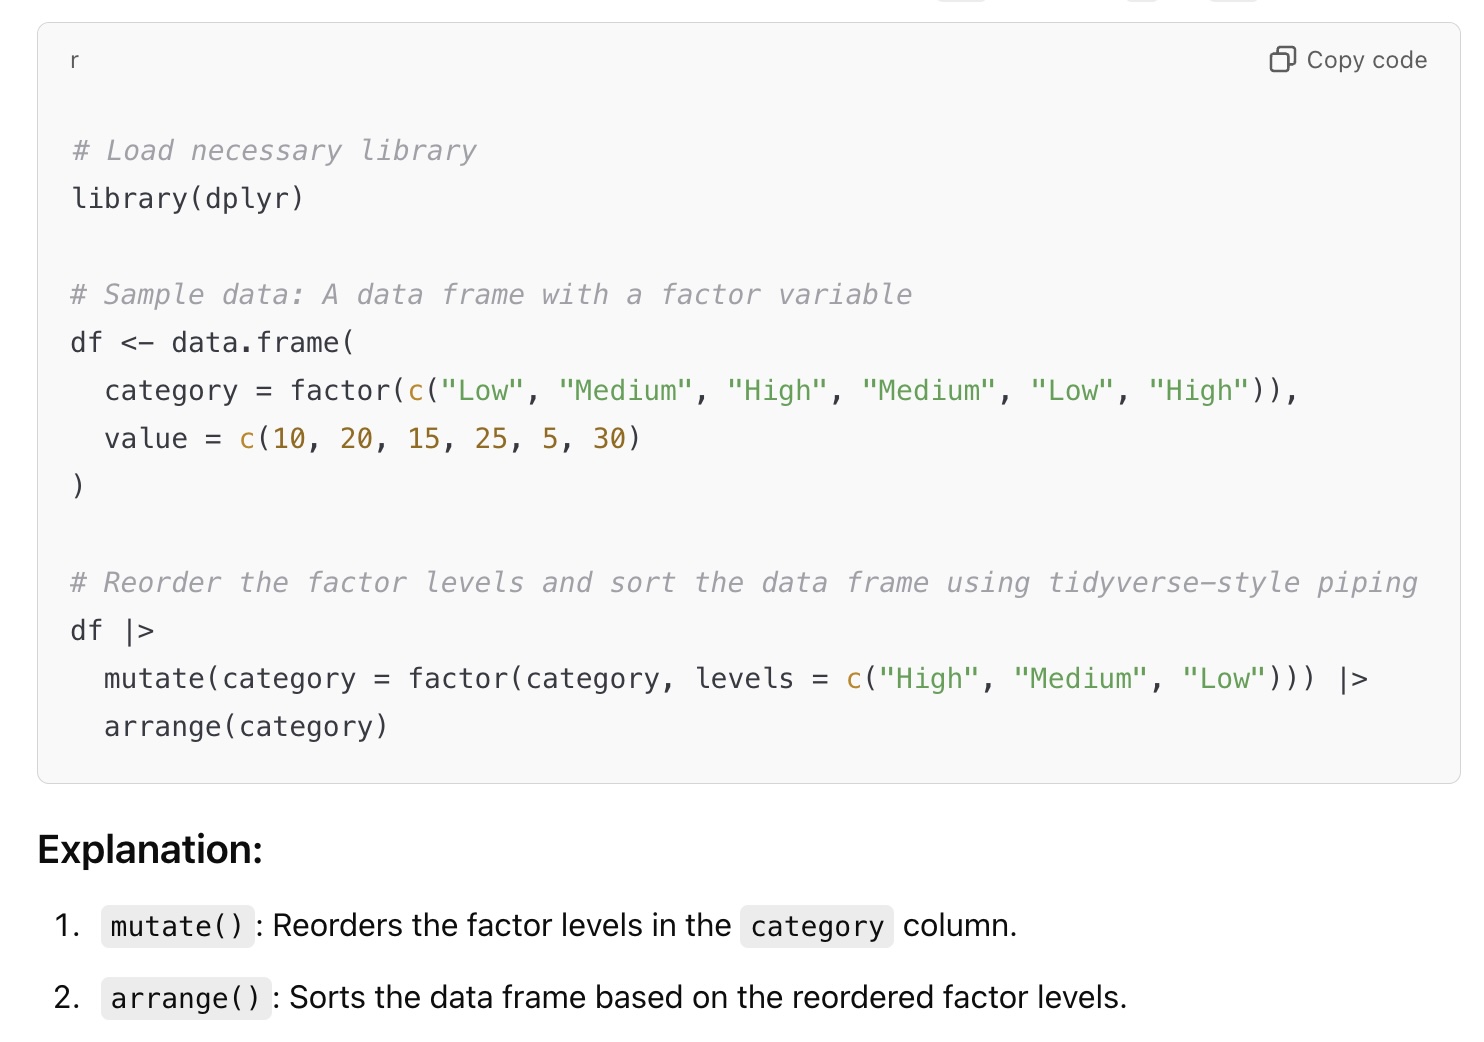 r
Copy code
# Load necessary library
library(dplyr)
# Sample data: A data frame with a factor variable
df <- data.frame(
  category = factor(c("Low", "Medium", "High", "Medium", "Low", "High")),
  value = c(10, 20, 15, 25, 5, 30)
)
# Reorder the factor levels and sort the data frame using tidyverse-style piping
df |>
  mutate(category = factor(category, levels = c("High", "Medium", "Low"))) |>
  arrange(category)
Explanation:
1. mutate(): Reorders the factor levels in the category column.
2. arrange(): Sorts the data frame based on the reordered factor levels.